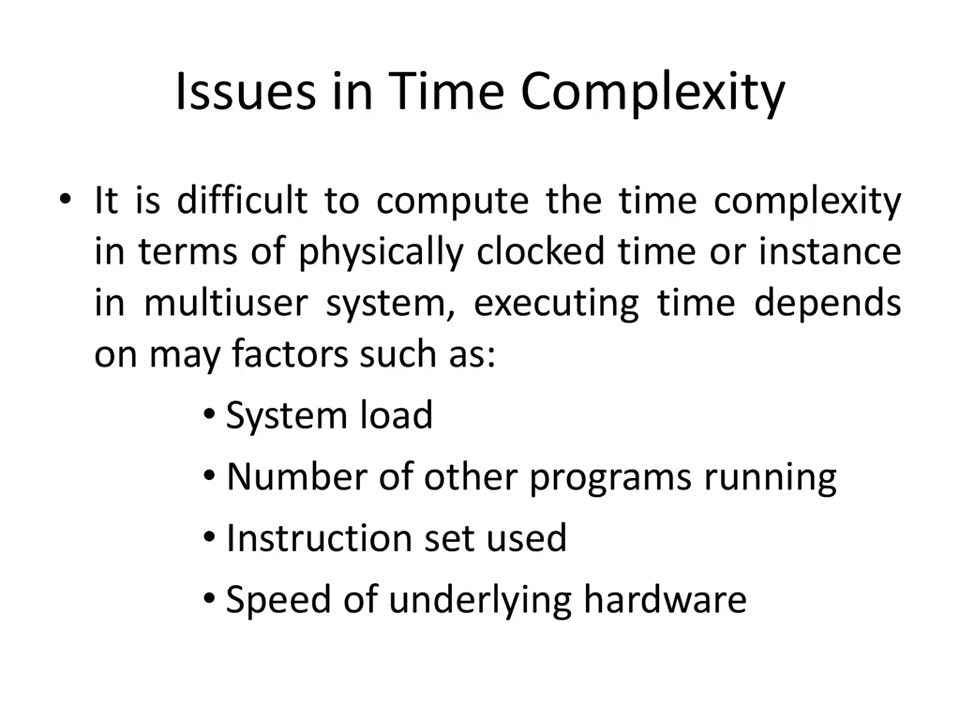 Issues in Time Complexity
• It is difficult to compute the time complexity
in terms of physically clocked time or instance
in multiuser system, executing time depends
on may factors such as:
• System load
• Number of other programs running
• Instruction set used
• Speed of underlying hardware